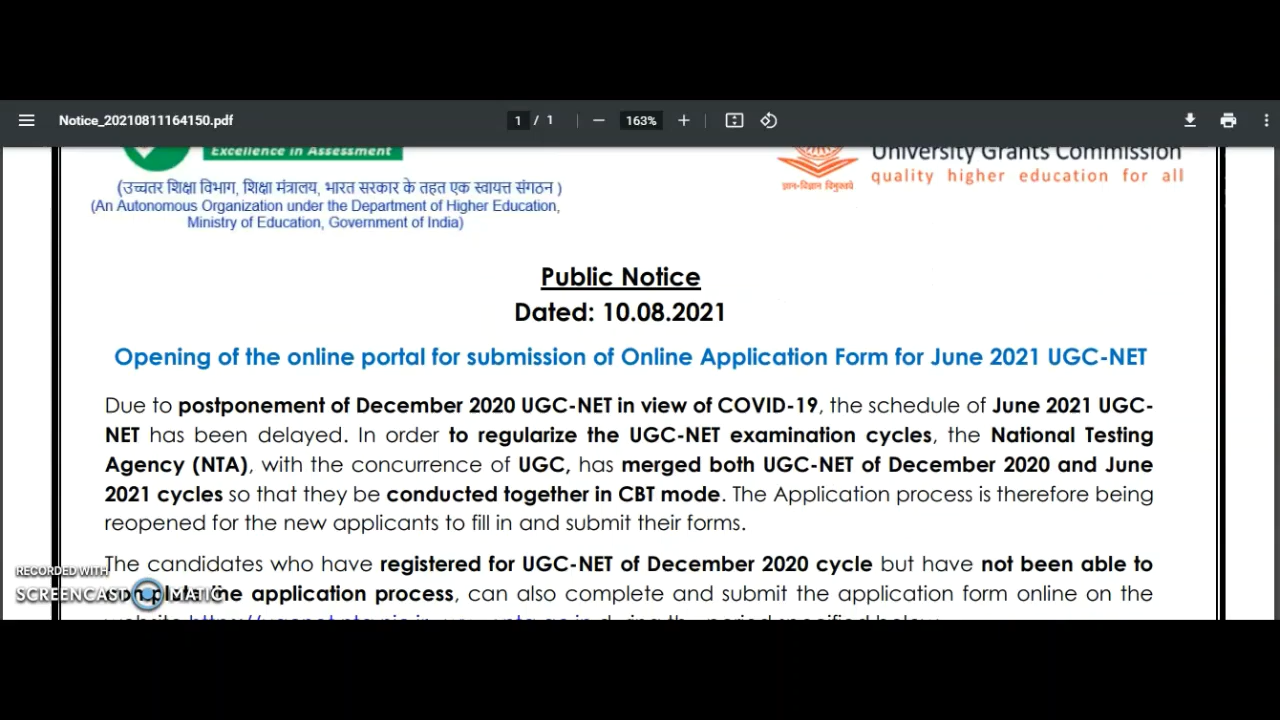 Notice_20210811164150.pdf
1 / 1
163%
Excellence in Assessment
University Grants Commission
ज्ञान-विज्ञान विमुक्तये
quality higher education for all
(उच्चतर शिक्षा विभाग, शिक्षा मंत्रालय, भारत सरकार के तहत एक स्वायत्त संगठन )
(An Autonomous Organization under the Department of Higher Education,
Ministry of Education, Government of India)
Public Notice
Dated: 10.08.2021
Opening of the online portal for submission of Online Application Form for June 2021 UGC-NET
Due to postponement of December 2020 UGC-NET in view of COVID-19, the schedule of June 2021 UGC-
NET has been delayed. In order to regularize the UGC-NET examination cycles, the National Testing
Agency (NTA), with the concurrence of UGC, has merged both UGC-NET of December 2020 and June
2021 cycles so that they be conducted together in CBT mode. The Application process is therefore being
reopened for the new applicants to fill in and submit their forms.
The candidates who have registered for UGC-NET of December 2020 cycle but have not been able to
complete the application process, can also complete and submit the application form online on the
RECORDED WITH
SCREENCAST MATIC